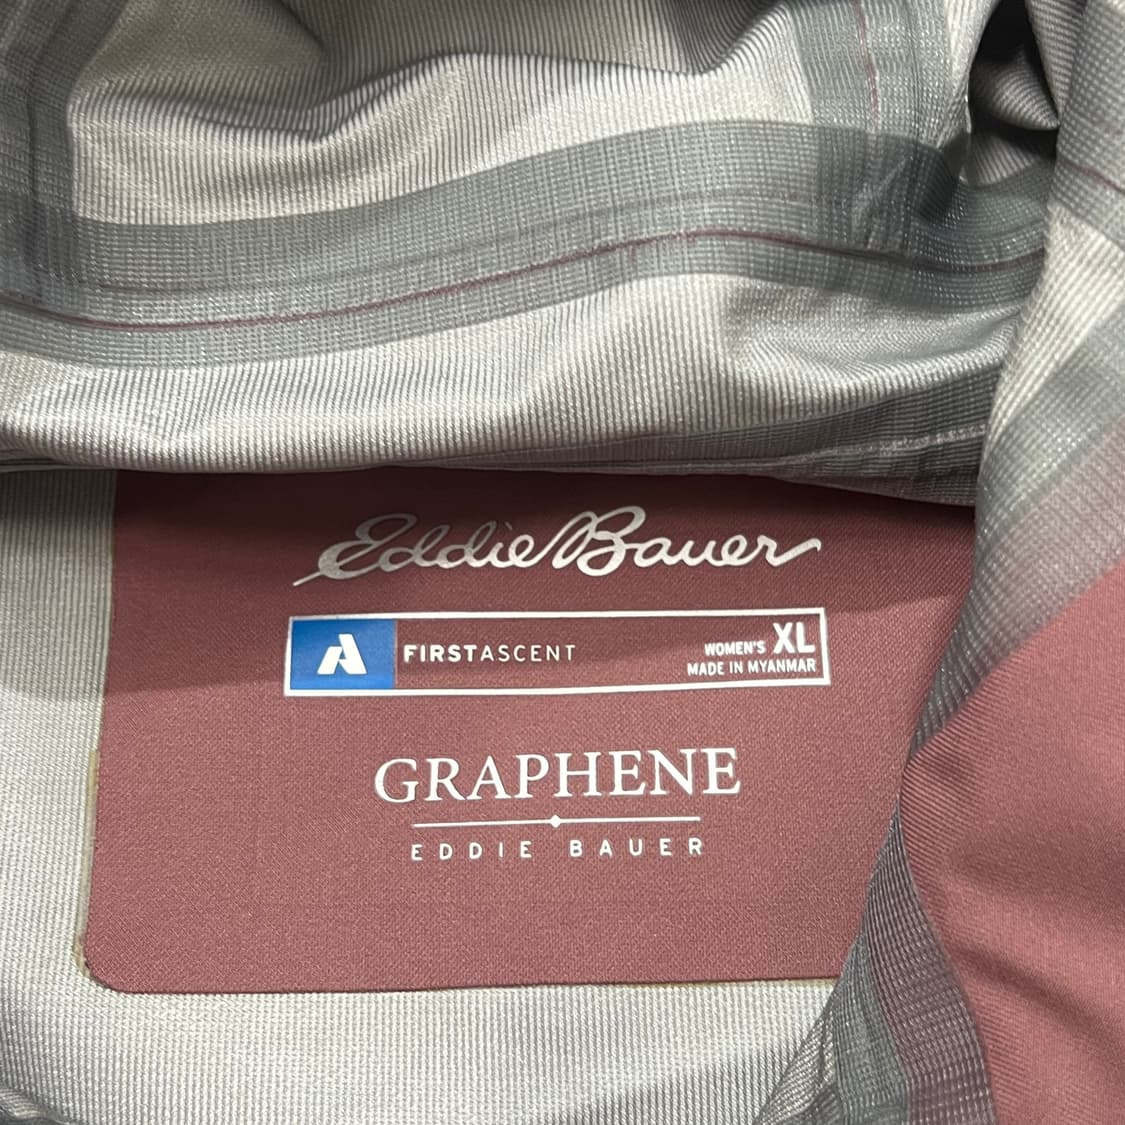 Eddie Bauer
A FIRSTASCENT
WOMEN'S XL
MADE IN MYANMAR
GRAPHENE
EDDIE BAUER